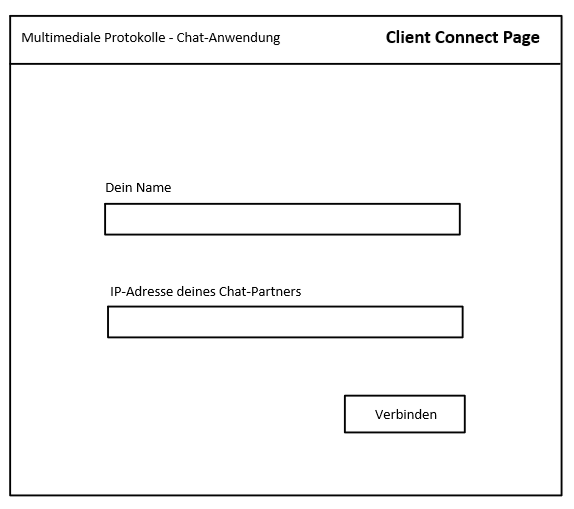 Multimediale Protokolle - Chat-Anwendung
Client Connect Page
Dein Name
IP-Adresse deines Chat-Partners
Verbinden